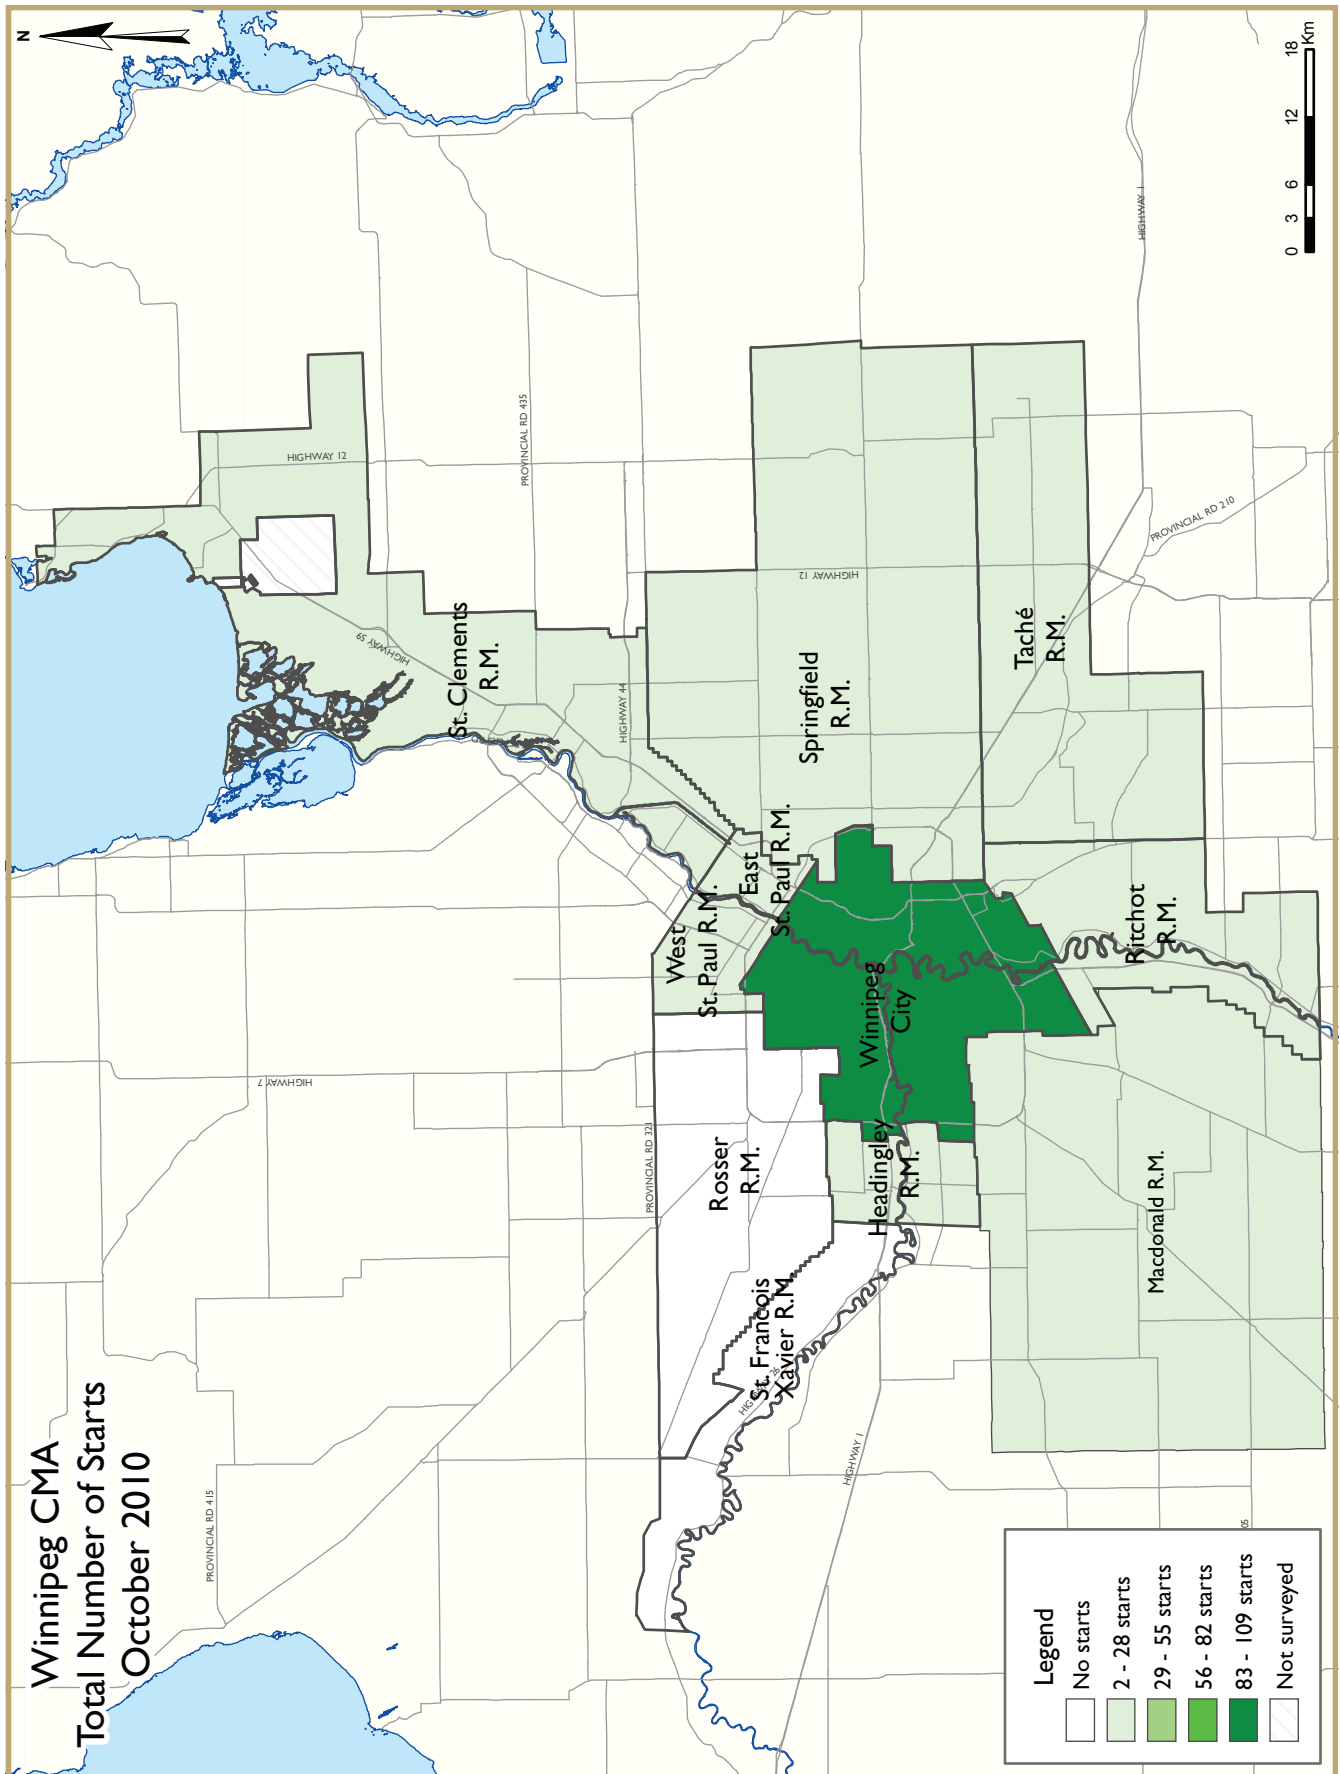 Winnipeg CMA
Total Number of Starts
October 2010
N
PROVINCIAL RD 415
HIGHWAY 7
PROVINCIAL RD 321
HIGHWAY 12
PROVINCIAL RD 435
HIGHWAY 59
St. Clements
R.M.
HIGHWAY 44
West
St. Paul R.M.
East
St. Paul R.M.
Rosser
R.M.
St. Francois
Xavier R.M.
26
HIGHWAY 1
Headingley
R.M.
Winnipeg
City
Springfield
R.M.
HIGHWAY 12
Taché
R.M.
Ritchot
R.M.
Macdonald R.M.
HIGHWAY 1
PROVINCIAL RD 210
05
Legend
No starts
2 - 28 starts
29 - 55 starts
56 - 82 starts
83 - 109 starts
Not surveyed
0 3 6 12 18
Km